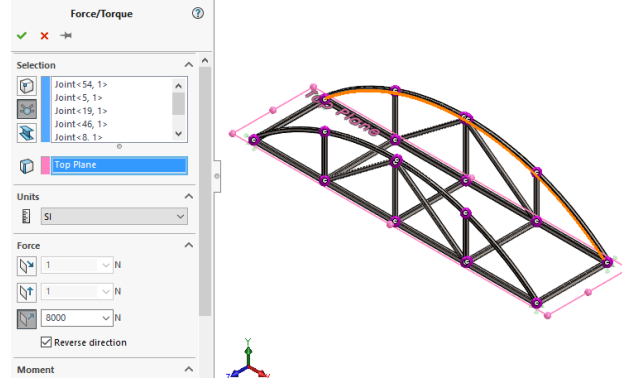 Force/Torque
Selection
Joint<54, 1>
Joint<5, 1>
Joint<19, 1>
Joint<46, 1>
Joint<8, 1>
Top Plane
Units
SI
Force
1 N
1 N
8000 N
Reverse direction
Moment
Top Plane
Y
Z
X